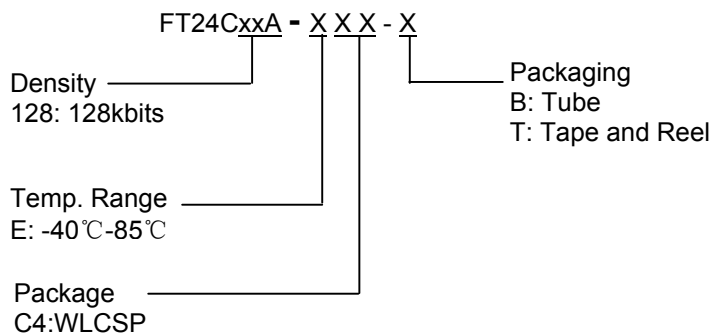 FT24CxxA - X X X - X
Density
128: 128kbits
Packaging
B: Tube
T: Tape and Reel
Temp. Range
E: -40℃-85℃
Package
C4:WLCSP